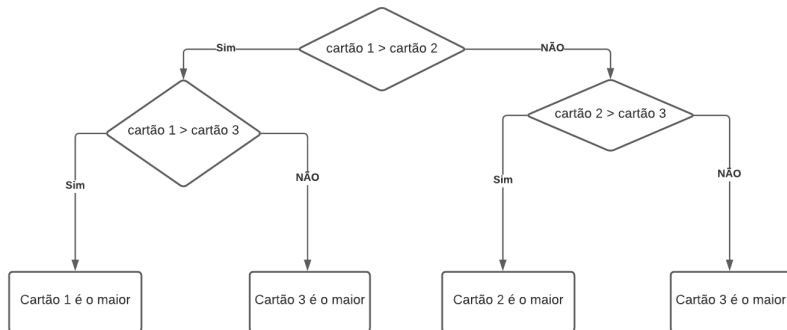 cartão 1 > cartão 2
Sim
NÃO
cartão 1 > cartão 3
cartão 2 > cartão 3
Sim
NÃO
Sim
NÃO
Cartão 1 é o maior
Cartão 3 é o maior
Cartão 2 é o maior
Cartão 3 é o maior